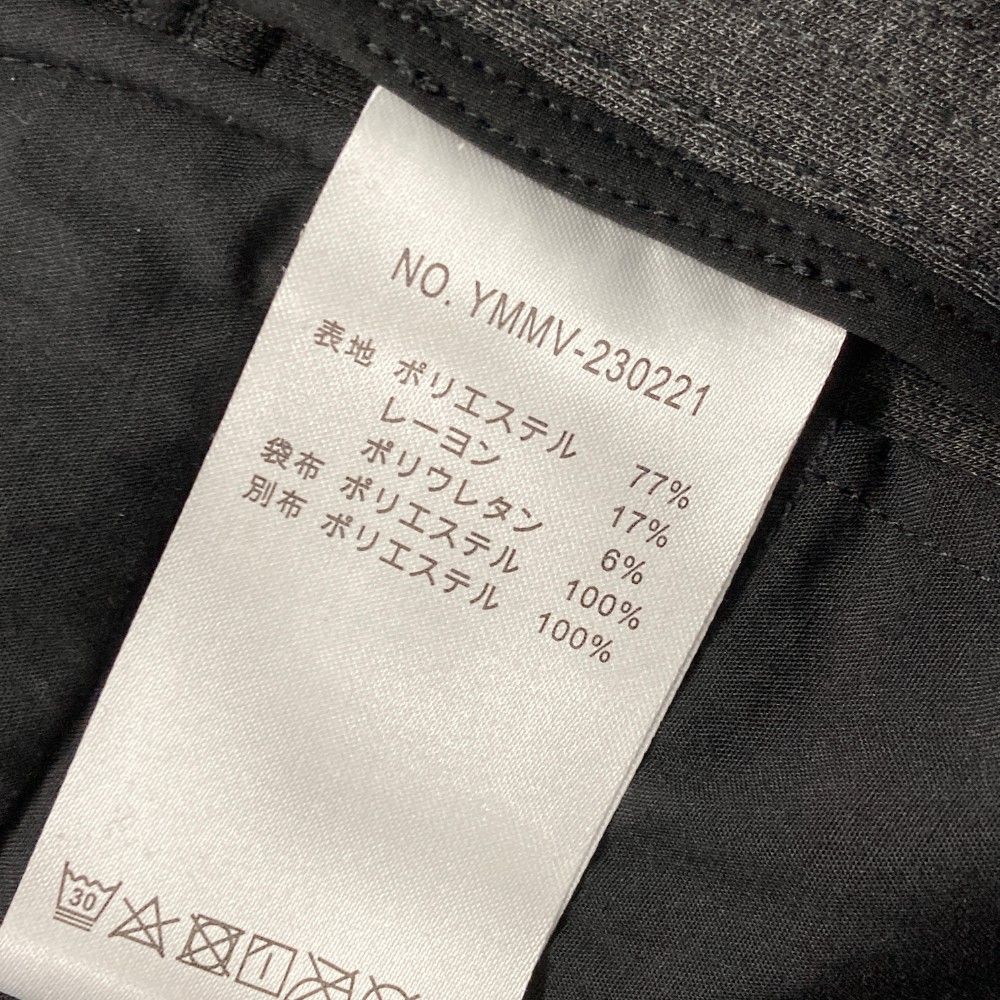 NO. YMMV-230221
表地 ポリエステル 77%
レーヨン 17%
ポリウレタン 6%
袋布 ポリエステル 100%
別布 ポリエステル 100%
30